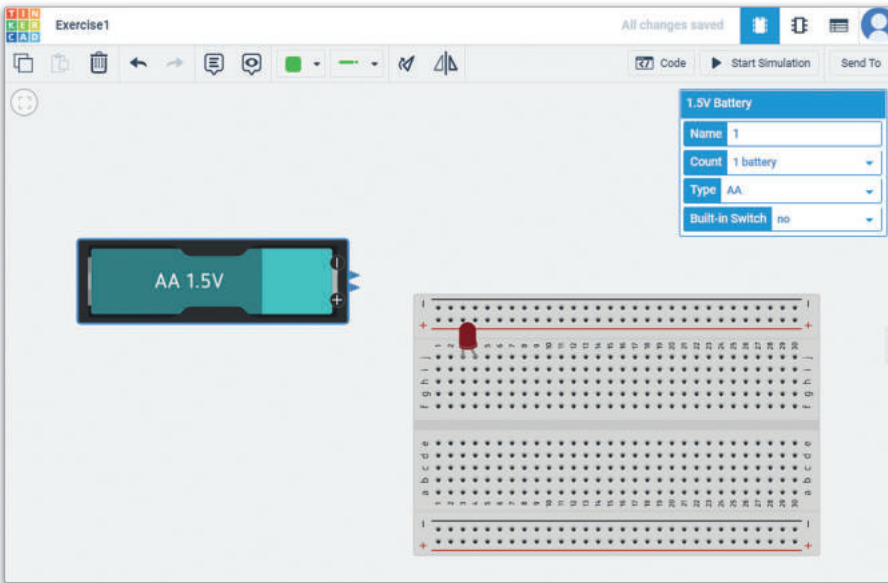 TIN
KER
CAD
Exercise1
All changes saved
Code
Start Simulation
Send To
1.5V Battery
Name 1
Count 1 battery
Type AA
Built-in Switch no
AA 1.5V